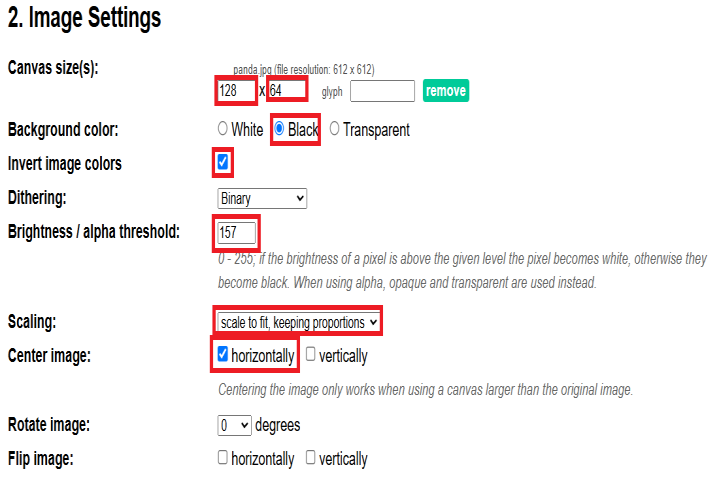 2. Image Settings
Canvas size(s):
panda.jpg (file resolution: 612 x 612)
128 x 64 glyph remove
Background color: White Black Transparent
Invert image colors
Dithering: Binary
Brightness / alpha threshold: 157
0 - 255; if the brightness of a pixel is above the given level the pixel becomes white, otherwise they
become black. When using alpha, opaque and transparent are used instead.
Scaling: scale to fit, keeping proportions
Center image: horizontally vertically
Centering the image only works when using a canvas larger than the original image.
Rotate image: 0 degrees
Flip image: horizontally vertically